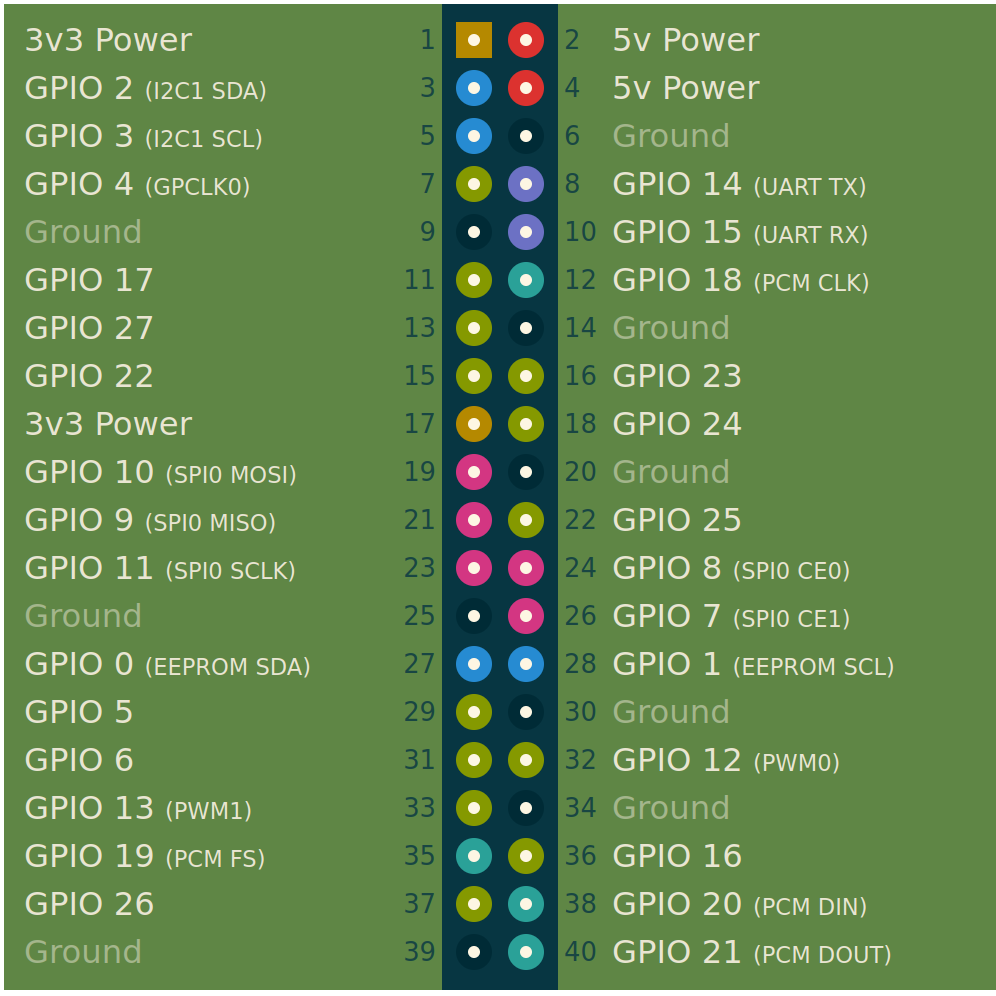 3v3 Power 1 2 5v Power
GPIO 2 (I2C1 SDA) 3 4 5v Power
GPIO 3 (I2C1 SCL) 5 6 Ground
GPIO 4 (GPCLK0) 7 8 GPIO 14 (UART TX)
Ground 9 10 GPIO 15 (UART RX)
GPIO 17 11 12 GPIO 18 (PCM CLK)
GPIO 27 13 14 Ground
GPIO 22 15 16 GPIO 23
3v3 Power 17 18 GPIO 24
GPIO 10 (SPI0 MOSI) 19 20 Ground
GPIO 9 (SPI0 MISO) 21 22 GPIO 25
GPIO 11 (SPI0 SCLK) 23 24 GPIO 8 (SPI0 CE0)
Ground 25 26 GPIO 7 (SPI0 CE1)
GPIO 0 (EEPROM SDA) 27 28 GPIO 1 (EEPROM SCL)
GPIO 5 29 30 Ground
GPIO 6 31 32 GPIO 12 (PWM0)
GPIO 13 (PWM1) 33 34 Ground
GPIO 19 (PCM FS) 35 36 GPIO 16
GPIO 26 37 38 GPIO 20 (PCM DIN)
Ground 39 40 GPIO 21 (PCM DOUT)